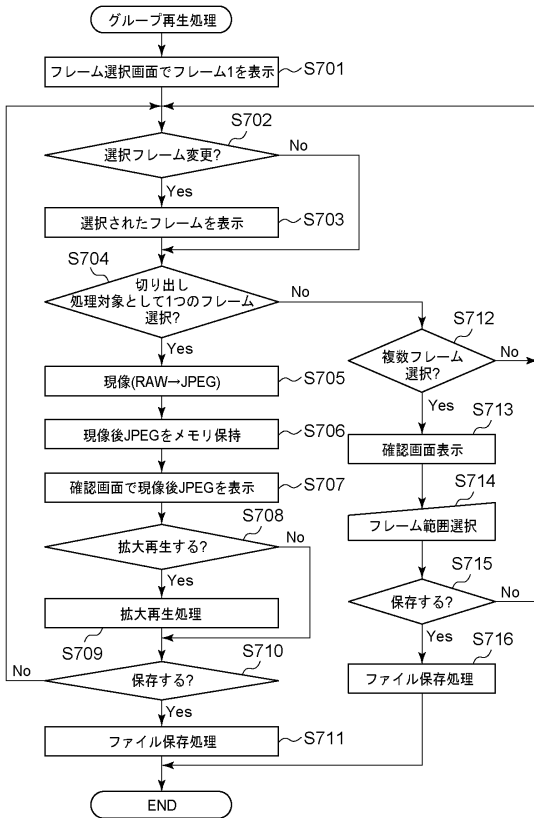 グループ再生処理
フレーム選択画面でフレーム1を表示
S701
S702
選択フレーム変更?
No
Yes
選択されたフレームを表示
S703
S704
切り出し
処理対象として1つのフレーム
選択?
No
Yes
S712
複数フレーム
選択?
No
Yes
現像(RAW→JPEG)
S705
現像後JPEGをメモリ保持
S706
確認画面で現像後JPEGを表示
S707
S713
確認画面表示
S714
フレーム範囲選択
S708
拡大再生する?
No
Yes
拡大再生処理
S709
S715
保存する?
No
Yes
S716
ファイル保存処理
S710
保存する?
No
Yes
ファイル保存処理
S711
END